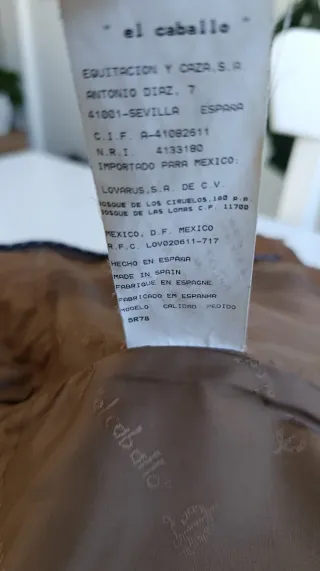 " el caballo "
EQUITACION Y CAZA,S.A
ANTONIO DIAZ, 7
41001-SEVILLA ESPAÑA
C.I.F. A-41082611
N.R.I. 4133180
IMPORTADO PARA MEXICO:
LOVARUS,S.A. DE C.V.
BOSQUE DE LOS CIRUELOS,180 P.P.
BOSQUE DE LAS LOMAS C.P. 11700
MEXICO, D.F. MEXICO
R.F.C. LOV020611-717
HECHO EN ESPAÑA
MADE IN SPAIN
FABRIQUE EN ESPAGNE
FABRICADO EM ESPANHA
MODELO CALIDAD PEDIDO
5R78
el caballo